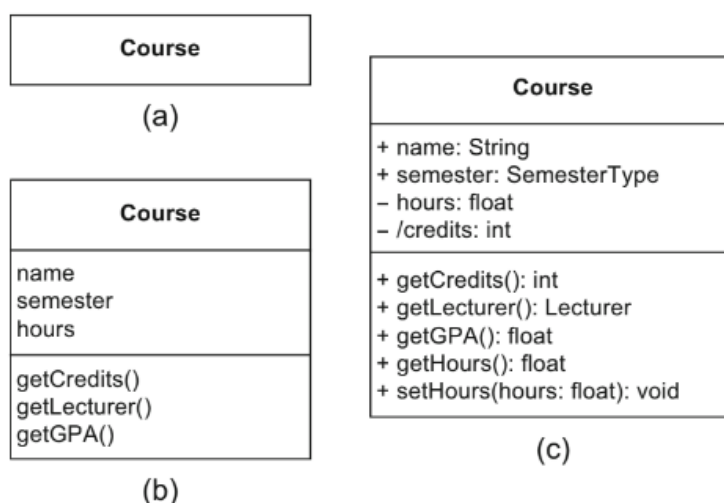 Course
(a)
Course
name
semester
hours
getCredits()
getLecturer()
getGPA()
(b)
Course
+ name: String
+ semester: SemesterType
– hours: float
– /credits: int
+ getCredits(): int
+ getLecturer(): Lecturer
+ getGPA(): float
+ getHours(): float
+ setHours(hours: float): void
(c)